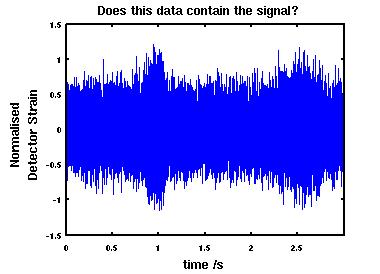 Does this data contain the signal?
Normalised
Detector Strain
1.5
1
0.5
0
-0.5
-1
-1.5
0 0.5 1 1.5 2 2.5
time /s